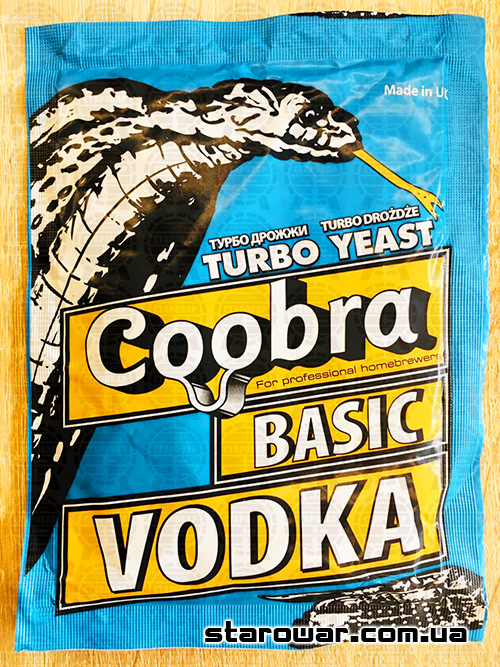 Made in
ТУРБО ДРОЖЖИ TURBO DROŻDŻE
TURBO YEAST
Coobra
For professional homebrewers
BASIC
VODKA
starowar.com.ua